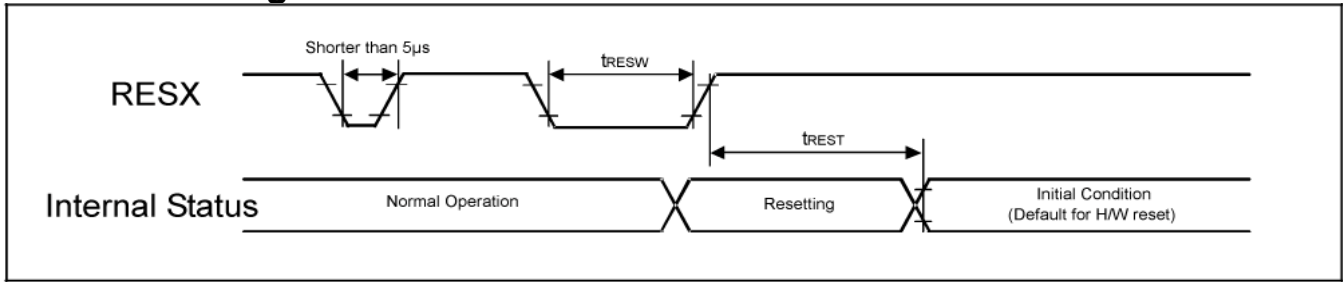 Shorter than 5µs
tRESW
RESX
tREST
Internal Status
Normal Operation
Resetting
Initial Condition
(Default for H/W reset)